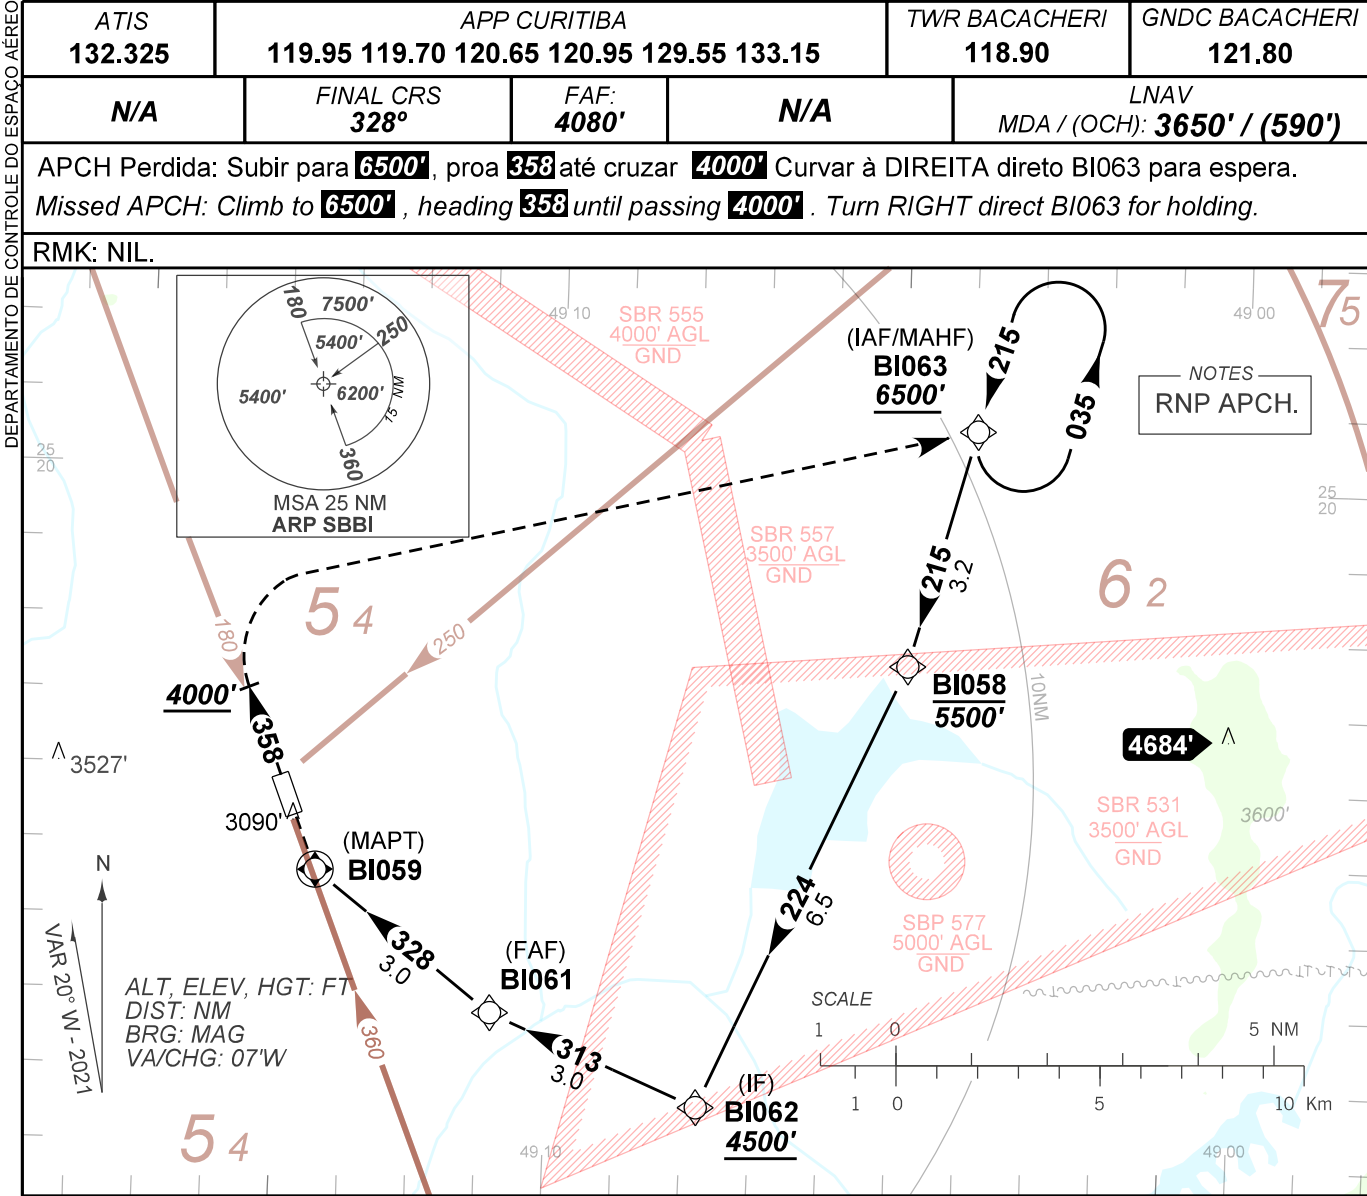 DEPARTAMENTO DE CONTROLE DO ESPAÇO AÉREO
ATIS
132.325
APP CURITIBA
119.95 119.70 120.65 120.95 129.55 133.15
TWR BACACHERI
118.90
GNDC BACACHERI
121.80
N/A
FINAL CRS
328º
FAF:
4080'
N/A
LNAV
MDA / (OCH): 3650' / (590')
APCH Perdida: Subir para 6500', proa 358 até cruzar 4000' Curvar à DIREITA direto BI063 para espera.
Missed APCH: Climb to 6500' , heading 358 until passing 4000' . Turn RIGHT direct BI063 for holding.
RMK: NIL.
180
7500'
250
5400'
5400'
6200'
15 NM
360
MSA 25 NM
ARP SBBI
49 10
SBR 555
4000' AGL
GND
49 00
7 5
(IAF/MAHF)
BI063
6500'
215
035
NOTES
RNP APCH.
25
20
25
20
SBR 557
3500' AGL
GND
215
3.2
6 2
5 4
180
250
4000'
358
BI058
5500'
10NM
4684'
3527'
3090'
SBR 531
3500' AGL
GND
3600'
(MAPT)
BI059
N
VAR 20° W - 2021
224
6.5
SBP 577
5000' AGL
GND
328
3.0
(FAF)
BI061
ALT, ELEV, HGT: FT
DIST: NM
BRG: MAG
VA/CHG: 07'W
360
313
3.0
SCALE
1 0 5 NM
1 0 5 10 Km
(IF)
BI062
4500'
5 4
49 10
49 00